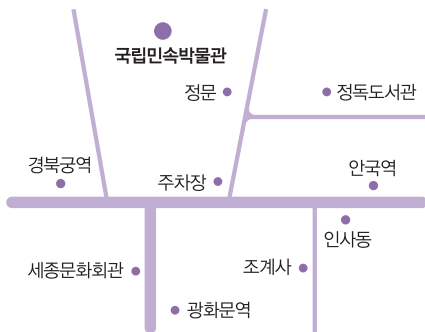 국립민속박물관
정문
정독도서관
경북궁역
주차장
안국역
인사동
세종문화회관
조계사
광화문역